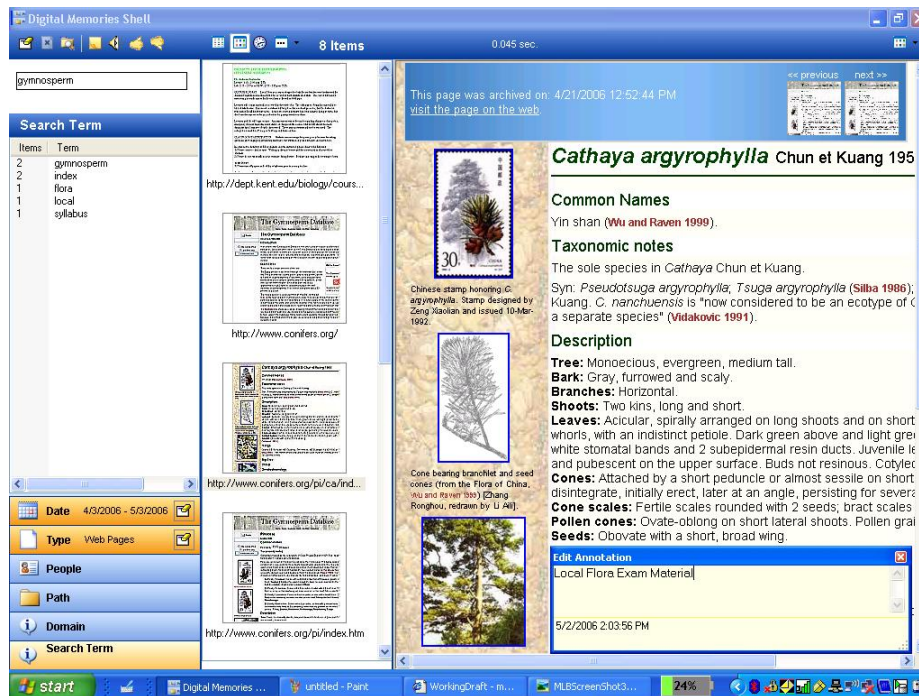 Digital Memories Shell
8 Items
0.045 sec.
gymnosperm
Search Term
Items Term
2 gymnosperm
2 index
1 flora
1 local
1 syllabus
Date 4/3/2006 - 5/3/2006
Type Web Pages
People
Path
Domain
Search Term
http://dept.kent.edu/biology/cours...
The Gymnosperm Database
http://www.conifers.org/
http://www.conifers.org/pi/ca/ind...
The Gymnosperm Database
http://www.conifers.org/pi/index.htm
This page was archived on: 4/21/2006 12:52:44 PM
visit the page on the web
<< previous next >>
30
Chinese stamp honoring C.
argyrophylla. Stamp designed by
Zeng Xiaolian and issued 10-Mar-
1992.
Cone bearing branchlet and seed
cones (from the Flora of China,
Wu and Raven 1999) [Zhang
Ronghou, redrawn by Li Aili].
Cathaya argyrophylla Chun et Kuang 195
Common Names
Yin shan (Wu and Raven 1999).
Taxonomic notes
The sole species in Cathaya Chun et Kuang.
Syn: Pseudotsuga argyrophylla; Tsuga argyrophylla (Silba 1986);
Kuang. C. nanchuensis is "now considered to be an ecotype of C
a separate species" (Vidakovic 1991).
Description
Tree: Monoecious, evergreen, medium tall.
Bark: Gray, furrowed and scaly.
Branches: Horizontal.
Shoots: Two kins, long and short.
Leaves: Acicular, spirally arranged on long shoots and on short
whorls, with an indistinct petiole. Dark green above and light gre
white stomatal bands and 2 subepidermal resin ducts. Juvenile le
and pubescent on the upper surface. Buds not resinous. Cotyled
Cones: Attached by a short peduncle or almost sessile on short
disintegrate, initially erect, later at an angle, persisting for severa
Cone scales: Fertile scales rounded with 2 seeds; bract scales
Pollen cones: Ovate-oblong on short lateral shoots. Pollen grai
Seeds: Obovate with a short, broad wing.
Edit Annotation
Local Flora Exam Material
5/2/2006 2:03:56 PM
start
Digital Memories ...
untitled - Paint
WorkingDraft - m...
MLBScreenShot3...
24%